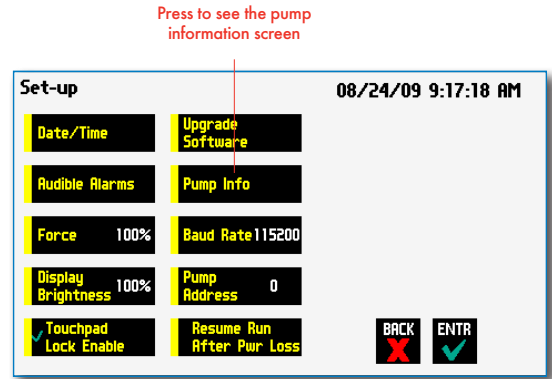 Press to see the pump
information screen
Set-up
08/24/09 9:17:18 AM
Date/Time
Upgrade
Software
Audible Alarms
Pump Info
Force 100%
Baud Rate 115200
Display
Brightness 100%
Pump
Address 0
Touchpad
Lock Enable
Resume Run
After Pwr Loss
BACK
ENTR